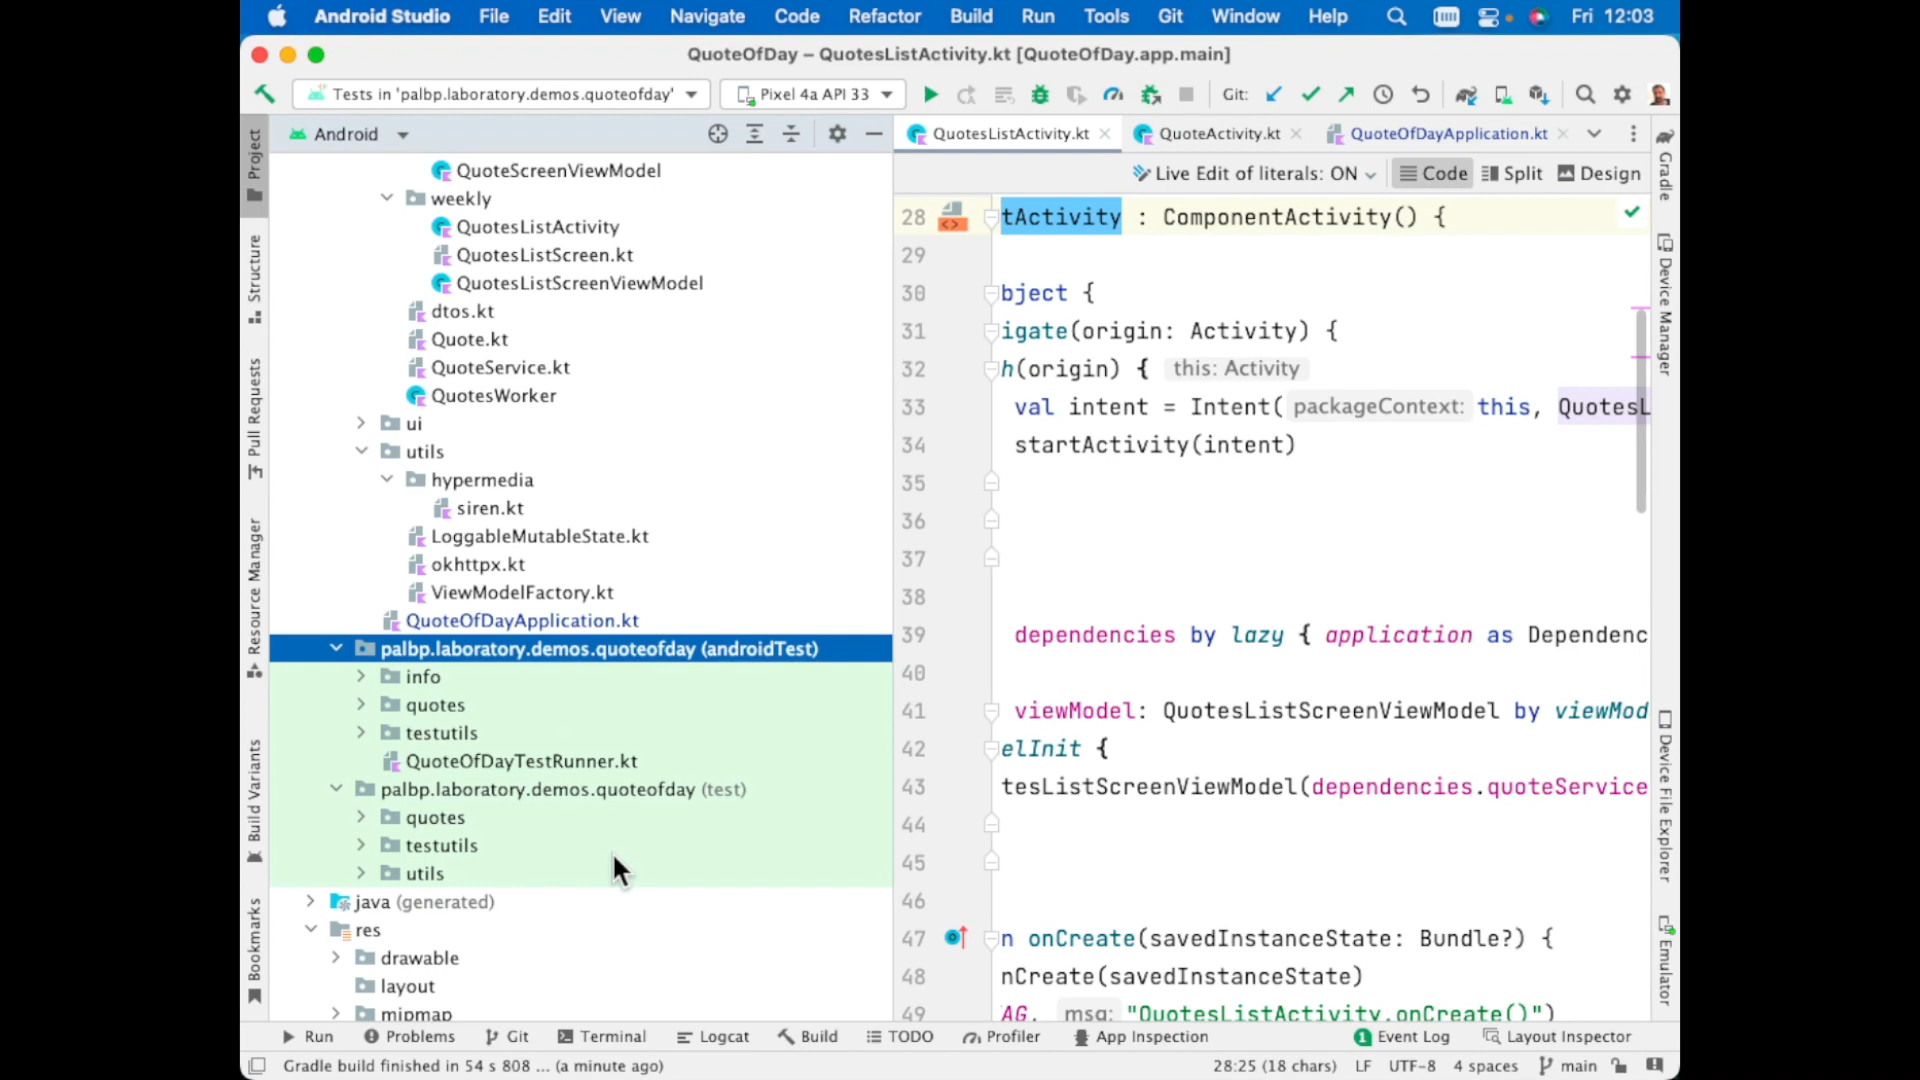 Android Studio File Edit View Navigate Code Refactor Build Run Tools Git Window Help Fri 12:03
QuoteOfDay – QuotesListActivity.kt [QuoteOfDay.app.main]
Tests in 'palbp.laboratory.demos.quoteofday' Pixel 4a API 33 Git:
Android
QuotesListActivity.kt QuoteActivity.kt QuoteOfDayApplication.kt
Live Edit of literals: ON Code Split Design
Project
Structure
Pull Requests
Resource Manager
Build Variants
Bookmarks
QuoteScreenViewModel
weekly
QuotesListActivity
QuotesListScreen.kt
QuotesListScreenViewModel
dtos.kt
Quote.kt
QuoteService.kt
QuotesWorker
ui
utils
hypermedia
siren.kt
LoggableMutableState.kt
okhttpx.kt
ViewModelFactory.kt
QuoteOfDayApplication.kt
palbp.laboratory.demos.quoteofday (androidTest)
info
quotes
testutils
QuoteOfDayTestRunner.kt
palbp.laboratory.demos.quoteofday (test)
quotes
testutils
utils
java (generated)
res
drawable
layout
mipmap
28 tActivity : ComponentActivity() {
29
30 bject {
31 igate(origin: Activity) {
32 h(origin) { this: Activity
33 val intent = Intent( packageContext: this, QuotesL
34 startActivity(intent)
35
36
37
38
39 dependencies by lazy { application as Dependenc
40
41 viewModel: QuotesListScreenViewModel by viewMod
42 elInit {
43 tesListScreenViewModel(dependencies.quoteService
44
45
46
47 n onCreate(savedInstanceState: Bundle?) {
48 nCreate(savedInstanceState)
49 AG, msg: "QuotesListActivity.onCreate()")
Gradle
Device Manager
Device File Explorer
Emulator
Run Problems Git Terminal Logcat Build TODO Profiler App Inspection 1 Event Log Layout Inspector
Gradle build finished in 54 s 808 ... (a minute ago) 28:25 (18 chars) LF UTF-8 4 spaces main